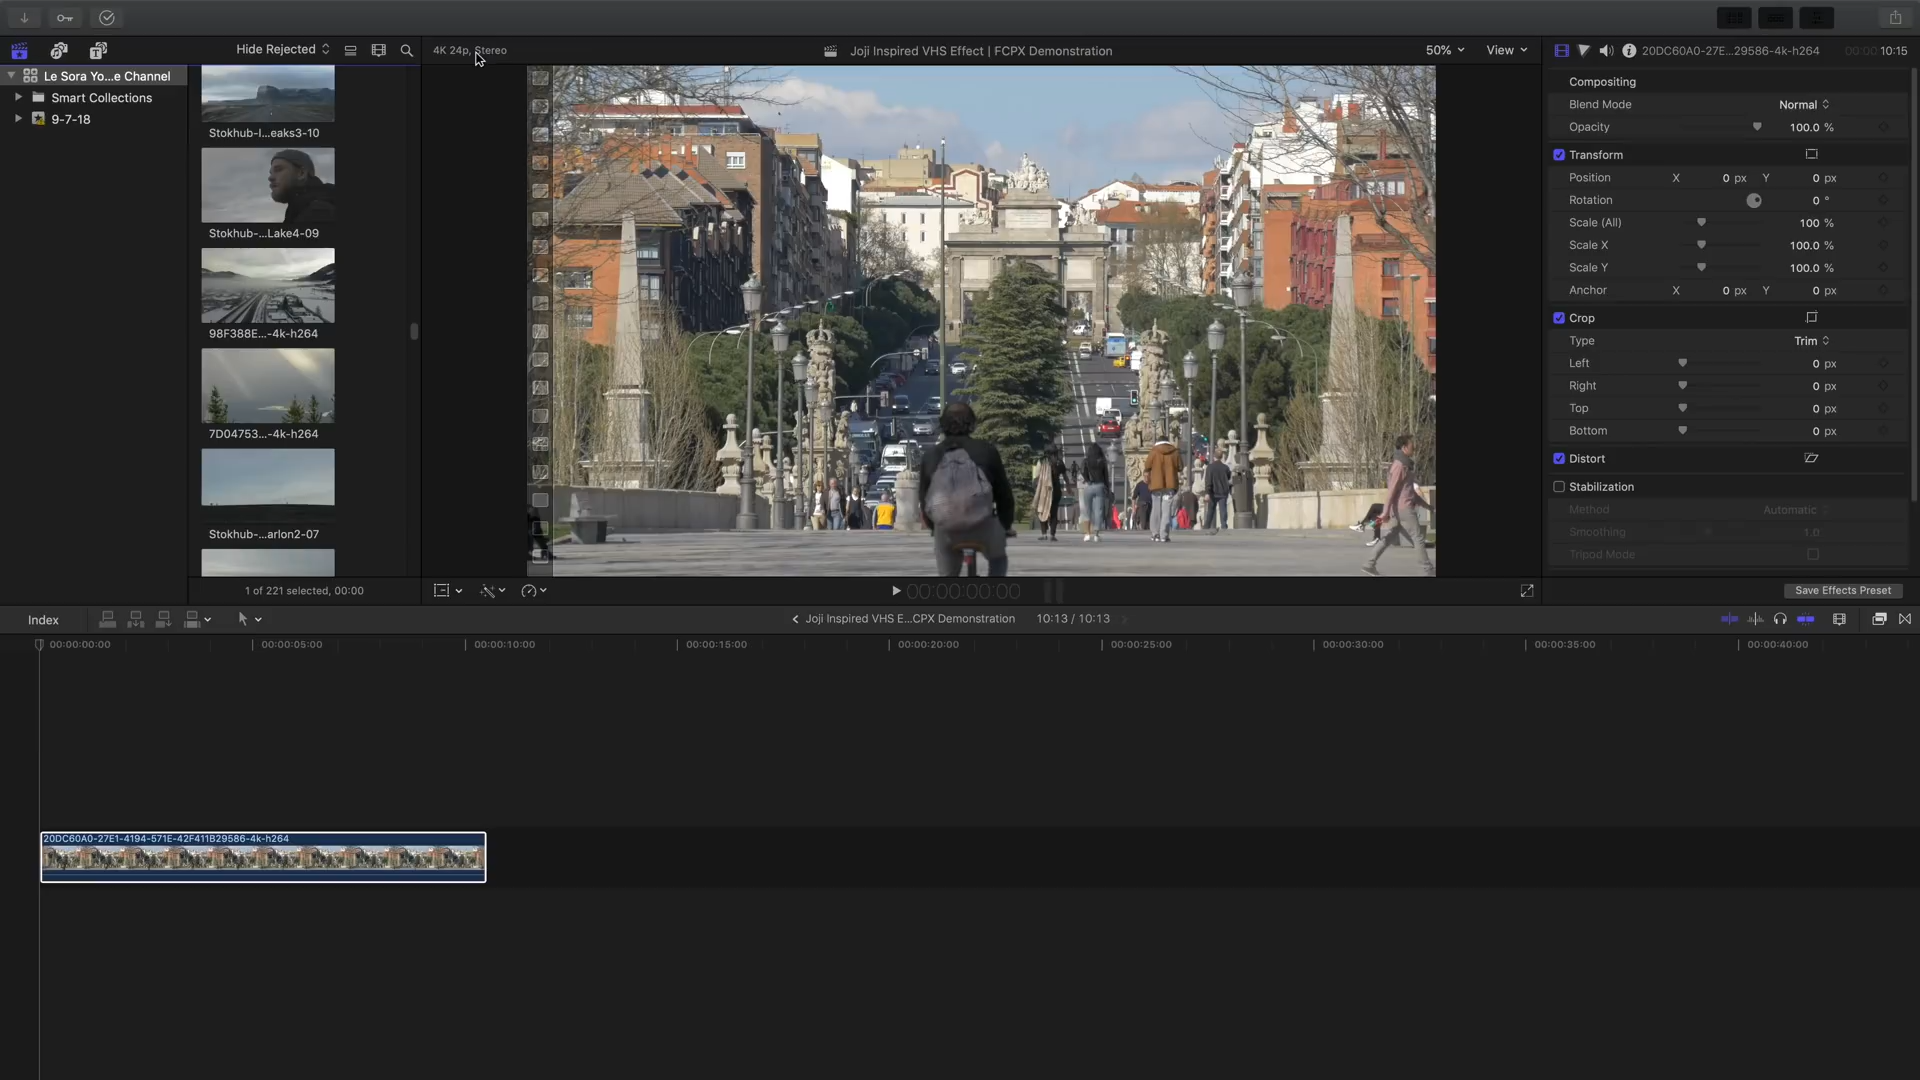 Hide Rejected
4K 24p, Stereo
Joji Inspired VHS Effect | FCPX Demonstration
50%
View
20DC60A0-27E...29586-4k-h264
00:00 10:15
Le Sora Yo...e Channel
Smart Collections
9-7-18
Stokhub-I...eaks3-10
Stokhub-...Lake4-09
98F388E...-4k-h264
7D04753...-4k-h264
Stokhub-...arlon2-07
1 of 221 selected, 00:00
00:00:00:00
Compositing
Blend Mode Normal
Opacity 100.0 %
Transform
Position X 0 px Y 0 px
Rotation 0 °
Scale (All) 100 %
Scale X 100.0 %
Scale Y 100.0 %
Anchor X 0 px Y 0 px
Crop
Type Trim
Left 0 px
Right 0 px
Top 0 px
Bottom 0 px
Distort
Stabilization
Method Automatic
Smoothing 1.0
Tripod Mode
Save Effects Preset
Index
Joji Inspired VHS E...CPX Demonstration 10:13 / 10:13
00:00:00:00 00:00:05:00 00:00:10:00 00:00:15:00 00:00:20:00 00:00:25:00 00:00:30:00 00:00:35:00 00:00:40:00
20DC60A0-27E1-4194-571E-42F411B29586-4k-h264